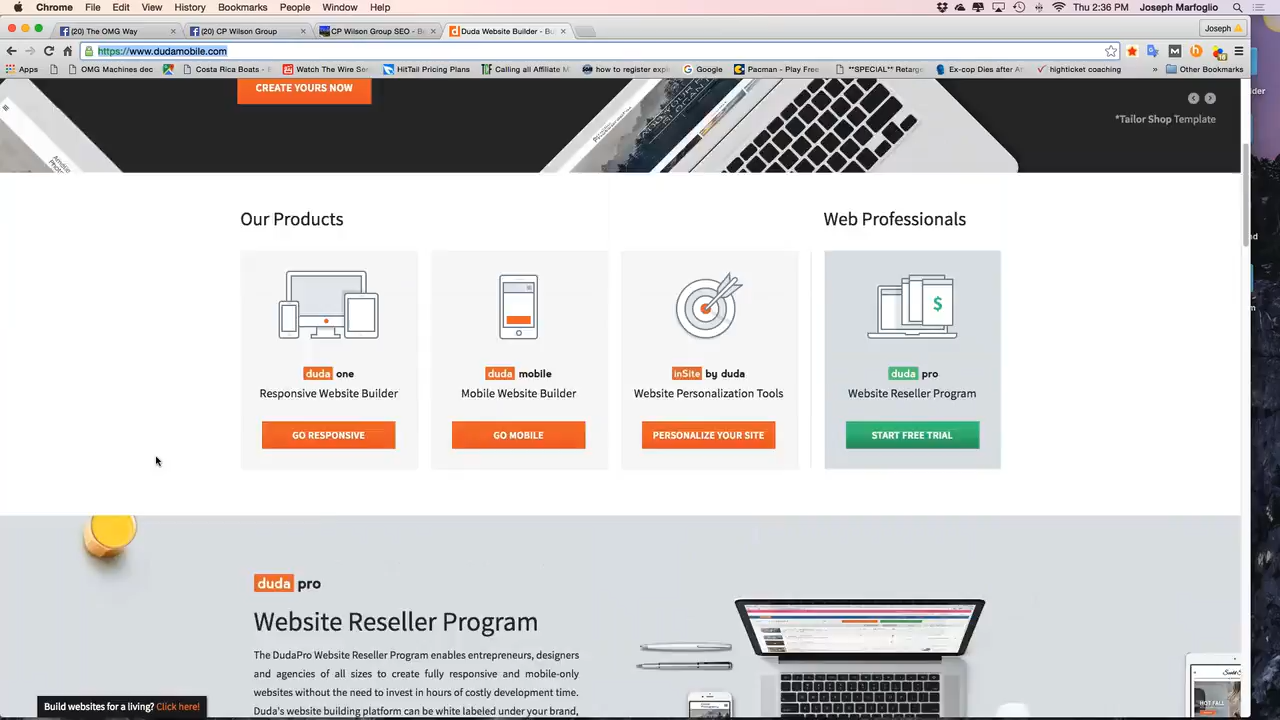 Chrome File Edit View History Bookmarks People Window Help Thu 2:36 PM Joseph Marfoglio
(20) The OMG Way (20) CP Wilson Group CP Wilson Group SEO - Duda Website Builder - Bu Joseph
https://www.dudamobile.com
Apps OMG Machines dec Costa Rica Boats - Watch The Wire Se HitTail Pricing Plans Calling all Affiliate M how to register expi Google Pacman - Play Free **SPECIAL** Retarg Ex-cop Dies after A highticket coaching » Other Bookmarks
CREATE YOURS NOW
*Tailor Shop Template
Our Products
Web Professionals
$
duda one
Responsive Website Builder
GO RESPONSIVE
duda mobile
Mobile Website Builder
GO MOBILE
inSite by duda
Website Personalization Tools
PERSONALIZE YOUR SITE
duda pro
Website Reseller Program
START FREE TRIAL
duda pro
Website Reseller Program
The DudaPro Website Reseller Program enables entrepreneurs, designers
and agencies of all sizes to create fully responsive and mobile-only
websites without the need to invest in hours of costly development time.
Duda's website building platform can be white labeled under your brand,
Build websites for a living? Click here!
HOT FALL